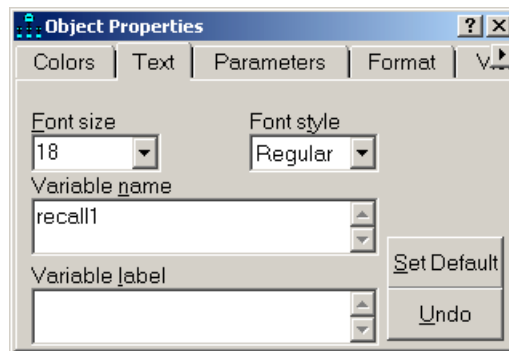 Object Properties
Colors Text Parameters Format
Font size Font style
18 Regular
Variable name
recall1
Set Default
Variable label
Undo